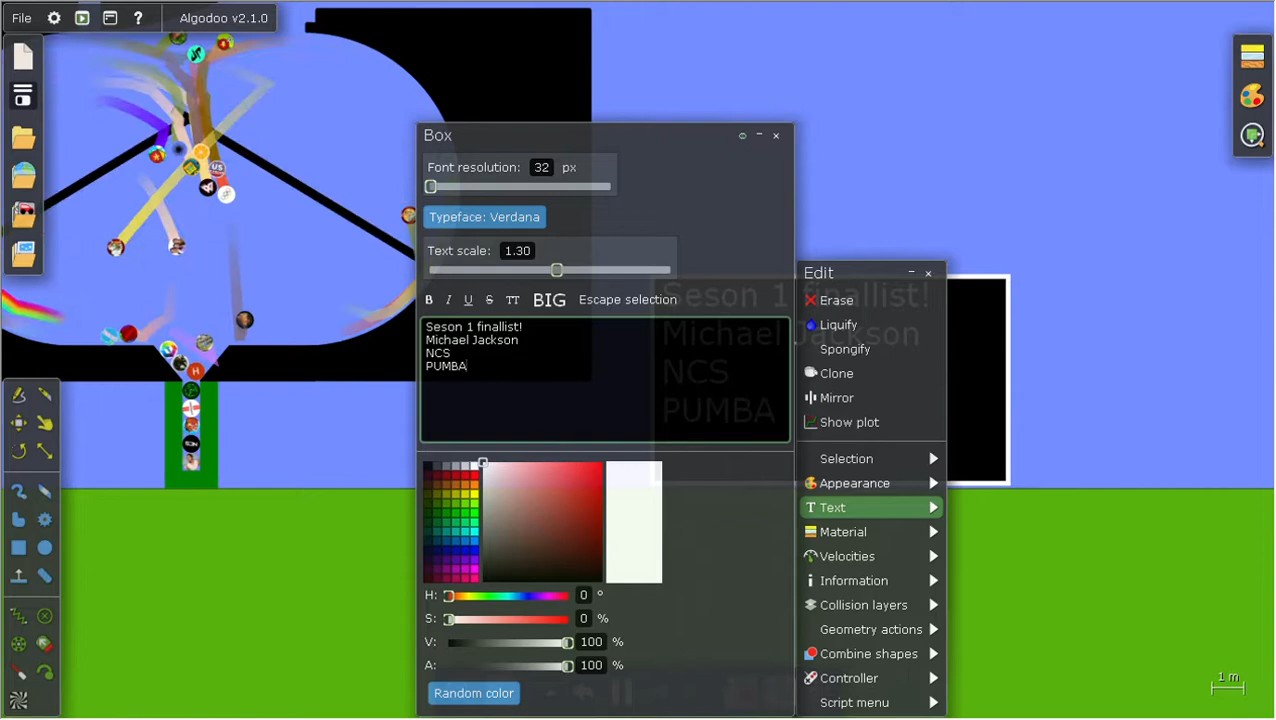 File
?
Algodoo v2.1.0
Box
Font resolution: 32 px
Typeface: Verdana
Text scale: 1.30
B I U S TT BIG Escape selection
Seson 1 finallist!
Michael Jackson
NCS
PUMBA
H: 0 °
S: 0 %
V: 100 %
A: 100 %
Random color
Seson 1 finallist!
Michael Jackson
NCS
PUMBA
Edit
Erase
Liquify
Spongify
Clone
Mirror
Show plot
Selection
Appearance
T Text
Material
Velocities
Information
Collision layers
Geometry actions
Combine shapes
Controller
Script menu
1 m
US
H